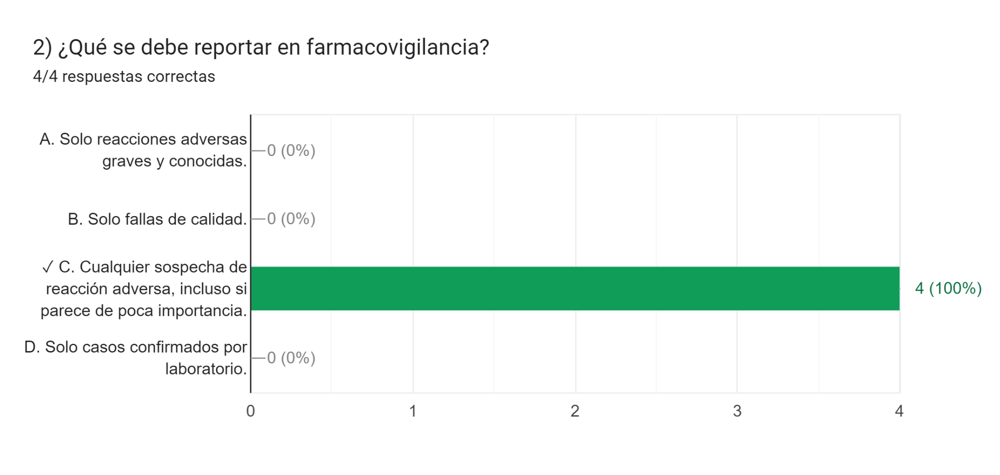 2) ¿Qué se debe reportar en farmacovigilancia?
4/4 respuestas correctas
A. Solo reacciones adversas
graves y conocidas.
0 (0%)
B. Solo fallas de calidad.
0 (0%)
✓ C. Cualquier sospecha de
reacción adversa, incluso si
parece de poca importancia.
4 (100%)
D. Solo casos confirmados por
laboratorio.
0 (0%)
0 1 2 3 4